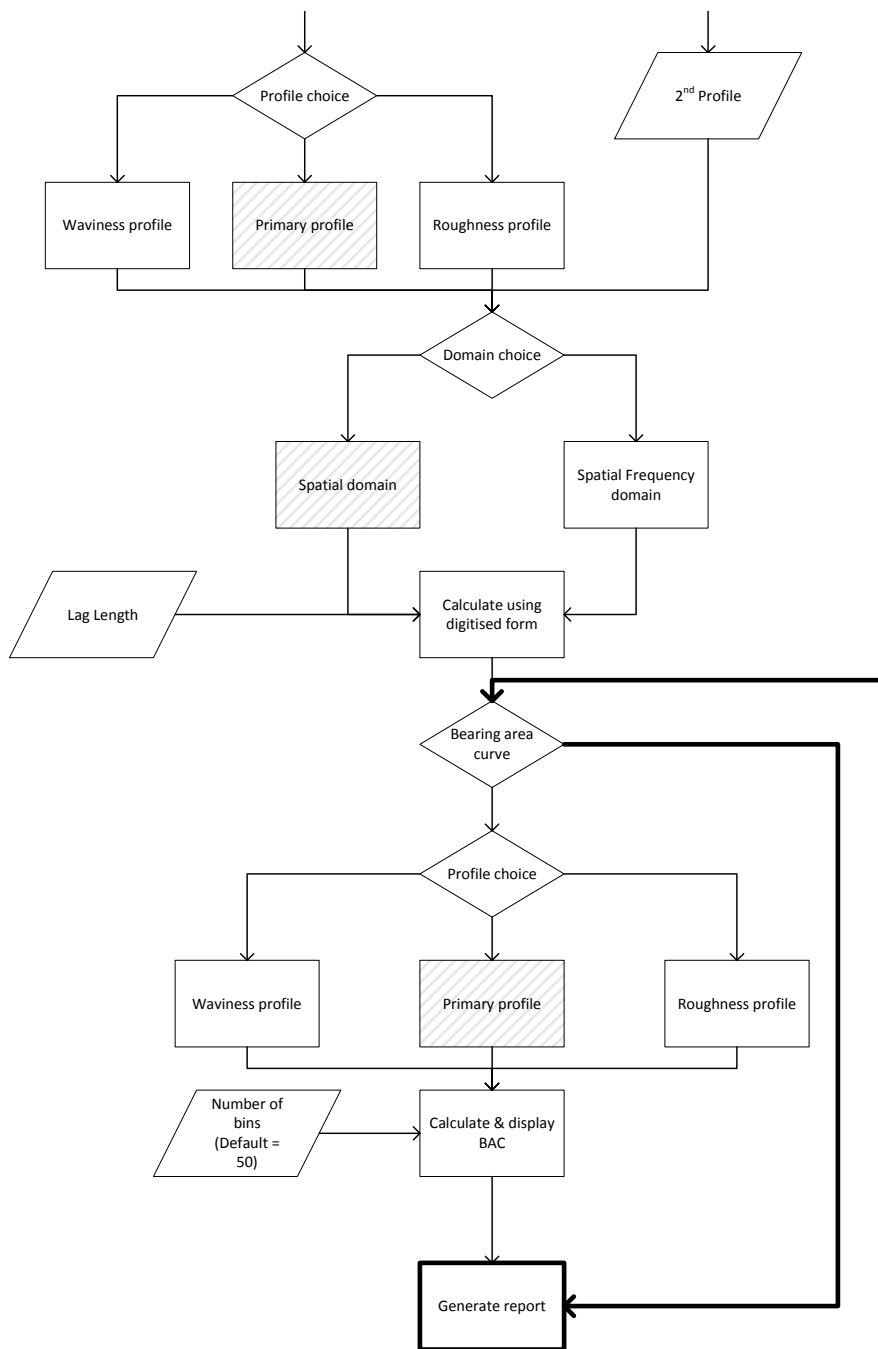 Profile choice
2nd Profile
Waviness profile
Primary profile
Roughness profile
Domain choice
Spatial domain
Spatial Frequency
domain
Lag Length
Calculate using
digitised form
Bearing area
curve
Profile choice
Waviness profile
Primary profile
Roughness profile
Number of
bins
(Default =
50)
Calculate & display
BAC
Generate report